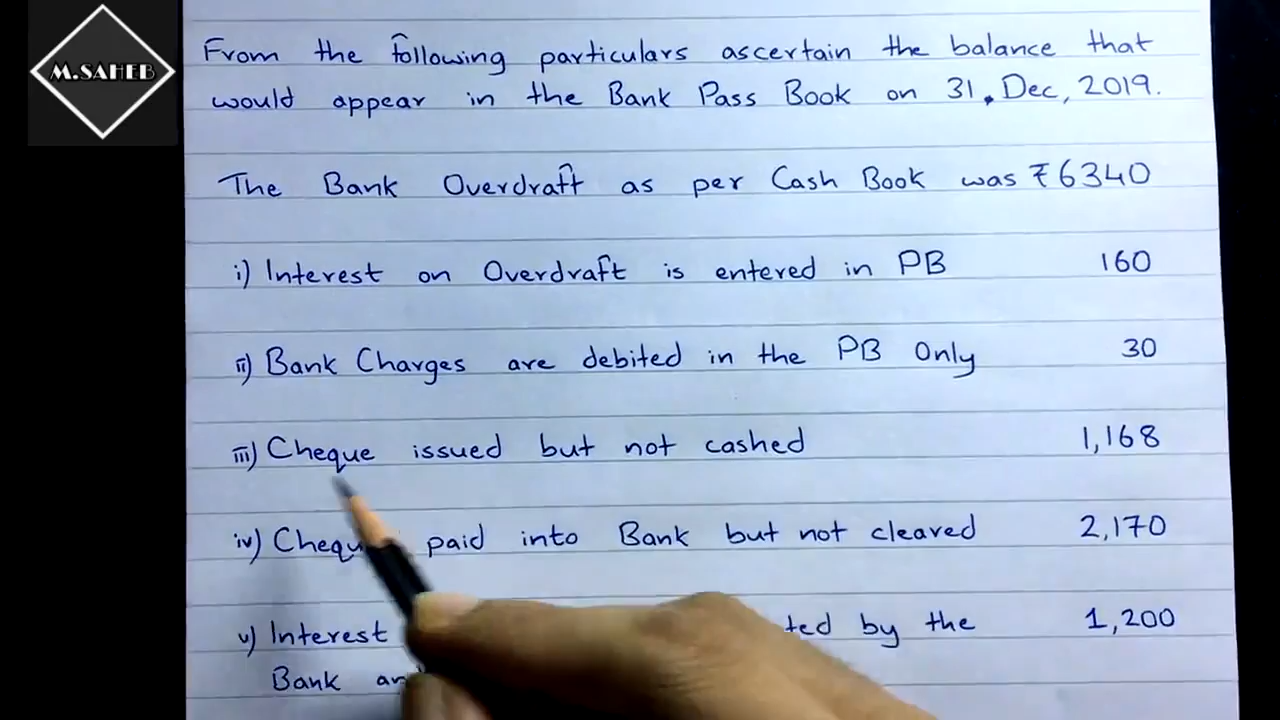 M.SAHEB
From the following particulars ascertain the balance that
would appear in the Bank Pass Book on 31.Dec, 2019.
The Bank Overdraft as per Cash Book was ₹6340
i) Interest on Overdraft is entered in PB 160
ii) Bank Charges are debited in the PB Only 30
iii) Cheque issued but not cashed 1,168
iv) paid into Bank but not cleared 2,170
v) Interest by the 1,200
Bank